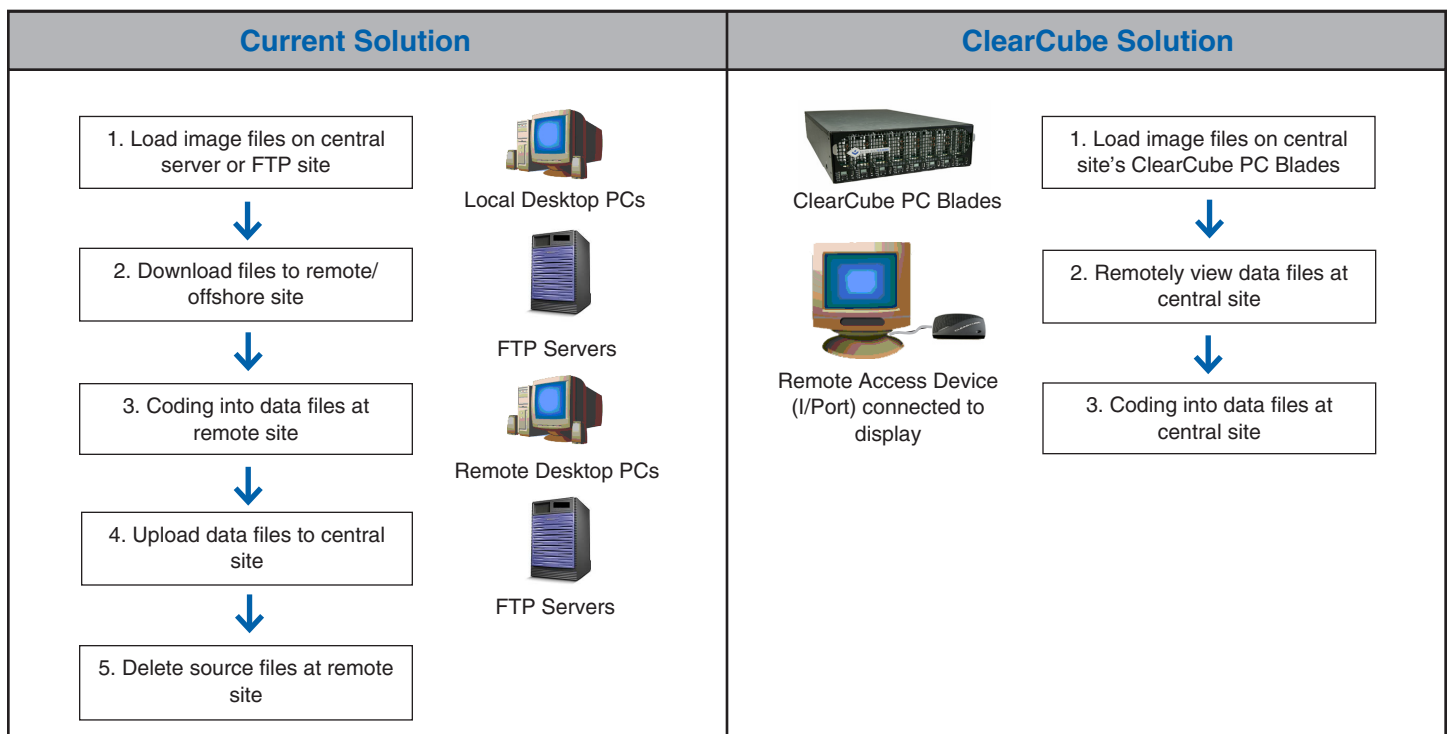 Current Solution
1. Load image files on central
server or FTP site
2. Download files to remote/
offshore site
3. Coding into data files at
remote site
4. Upload data files to central
site
5. Delete source files at remote
site
Local Desktop PCs
FTP Servers
Remote Desktop PCs
FTP Servers
ClearCube Solution
ClearCube PC Blades
Remote Access Device
(I/Port) connected to
display
1. Load image files on central
site’s ClearCube PC Blades
2. Remotely view data files at
central site
3. Coding into data files at
central site